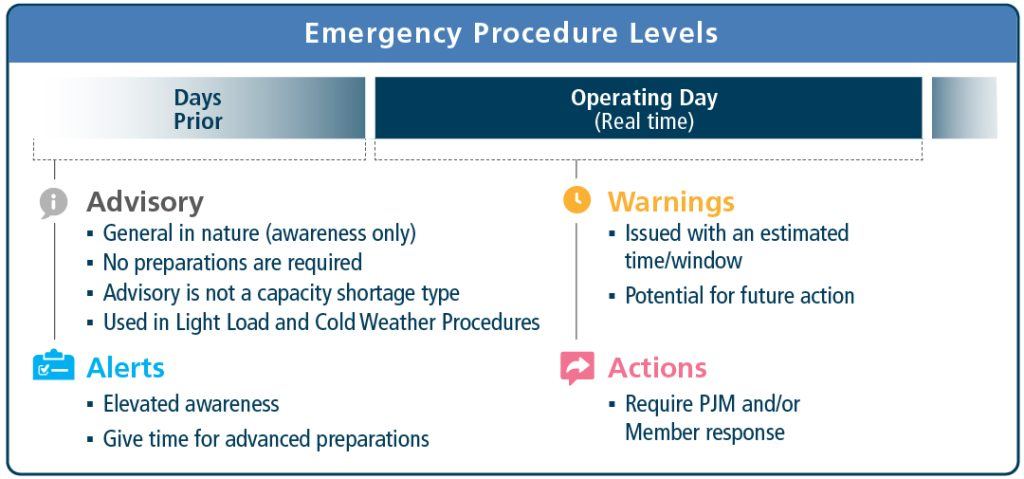 Emergency Procedure Levels
Days
Prior
Operating Day
(Real time)
Advisory
▪ General in nature (awareness only)
▪ No preparations are required
▪ Advisory is not a capacity shortage type
▪ Used in Light Load and Cold Weather Procedures
Alerts
▪ Elevated awareness
▪ Give time for advanced preparations
Warnings
▪ Issued with an estimated
time/window
▪ Potential for future action
Actions
▪ Require PJM and/or
Member response